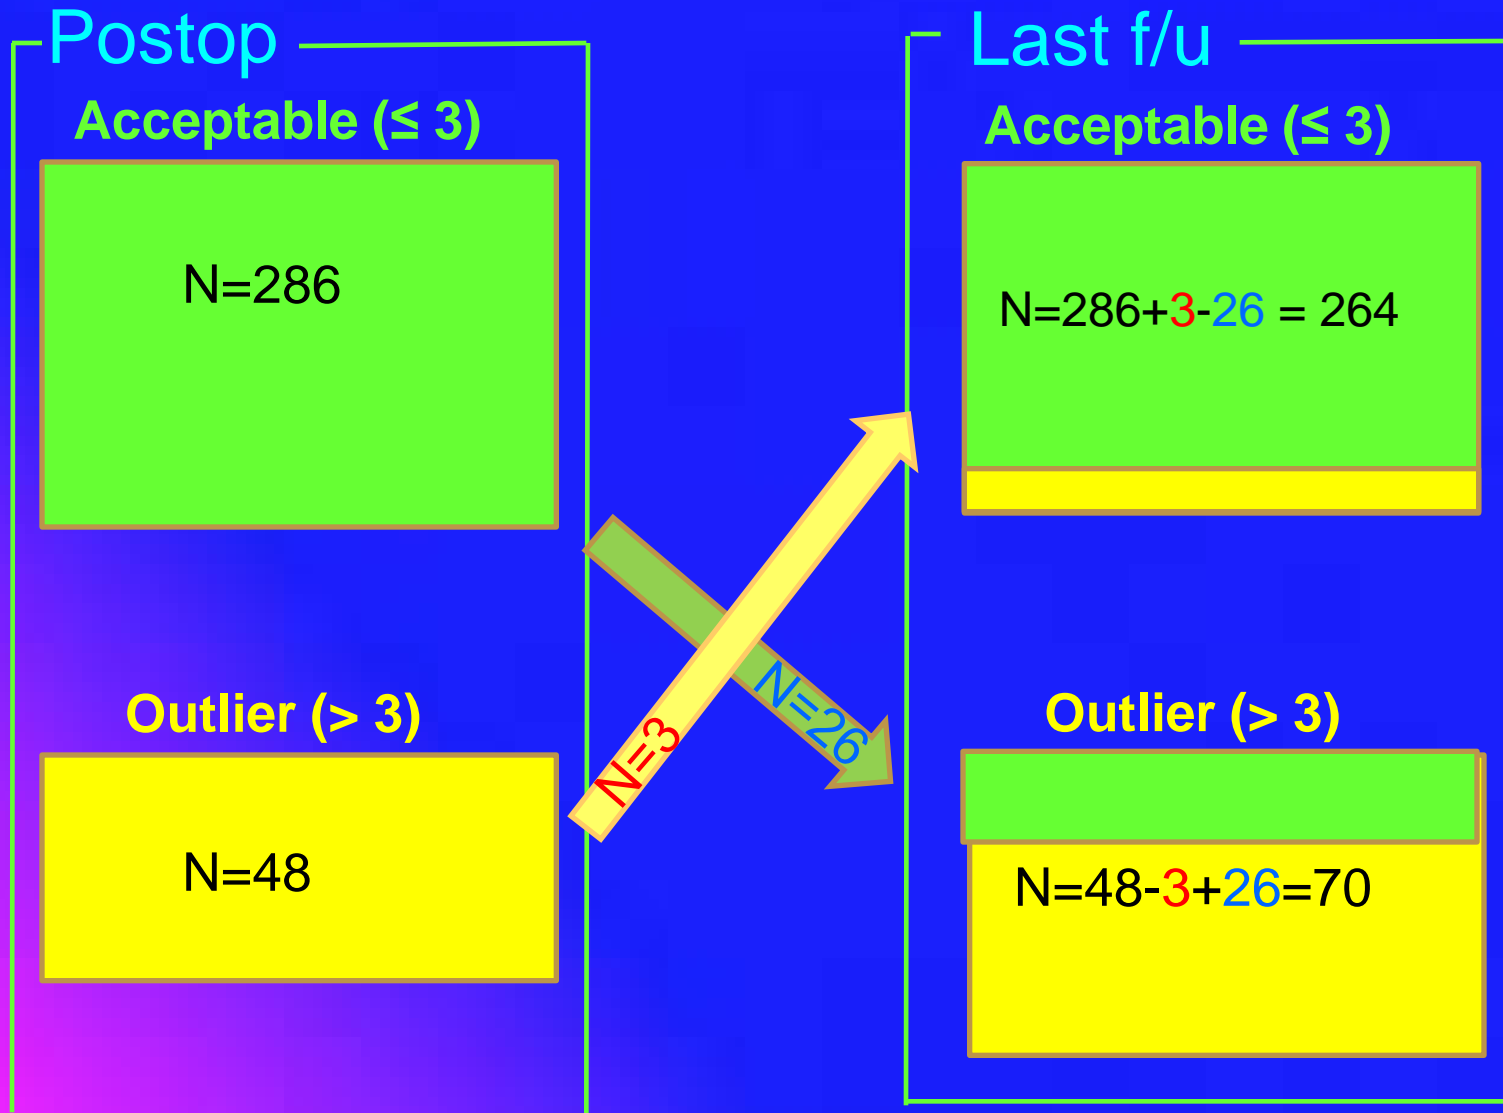 Postop
Acceptable (≤ 3)
N=286
Outlier (> 3)
N=48
N=3
N=26
Last f/u
Acceptable (≤ 3)
N=286+3-26 = 264
Outlier (> 3)
N=48-3+26=70